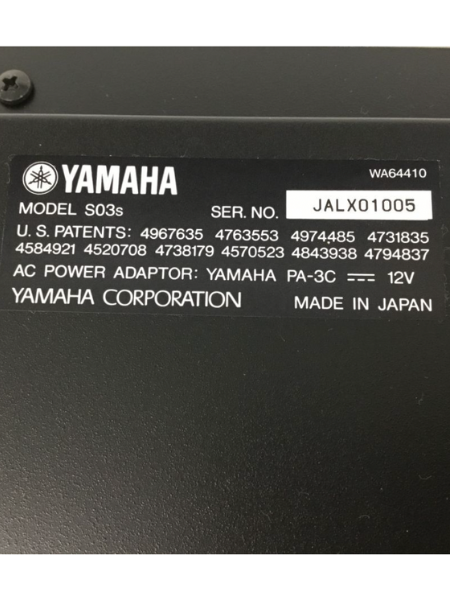 YAMAHA WA64410
MODEL S03s SER. NO. JALX01005
U.S. PATENTS: 4967635 4763553 4974485 4731835
4584921 4520708 4738179 4570523 4843938 4794837
AC POWER ADAPTOR: YAMAHA PA-3C ⎓ 12V
YAMAHA CORPORATION MADE IN JAPAN